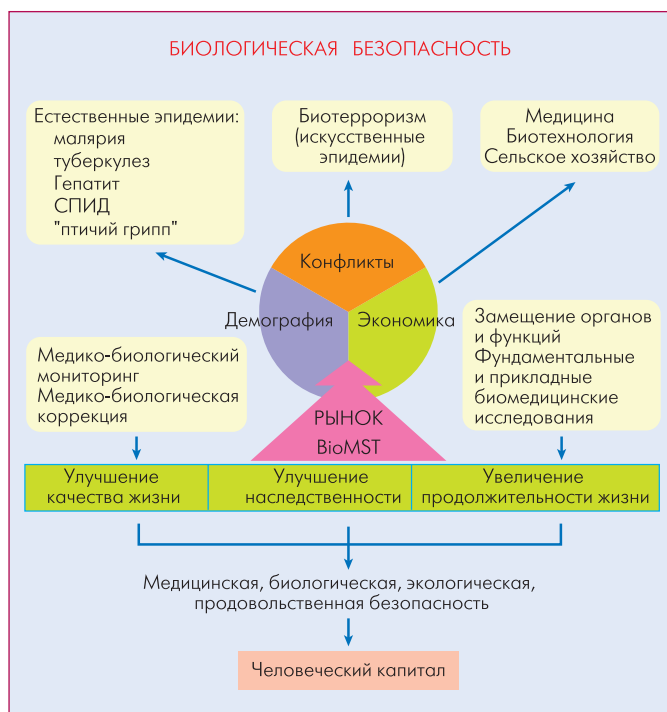 БИОЛОГИЧЕСКАЯ БЕЗОПАСНОСТЬ
Естественные эпидемии:
малярия
туберкулез
Гепатит
СПИД
"птичий грипп"
Биотерроризм
(искусственные
эпидемии)
Медицина
Биотехнология
Сельское хозяйство
Конфликты
Демография
Экономика
Медико-биологический
мониторинг
Медико-биологическая
коррекция
Замещение органов
и функций
Фундаментальные
и прикладные
биомедицинские
исследования
РЫНОК
BioMST
Улучшение
качества жизни
Улучшение
наследственности
Увеличение
продолжительности жизни
Медицинская, биологическая, экологическая,
продовольственная безопасность
Человеческий капитал